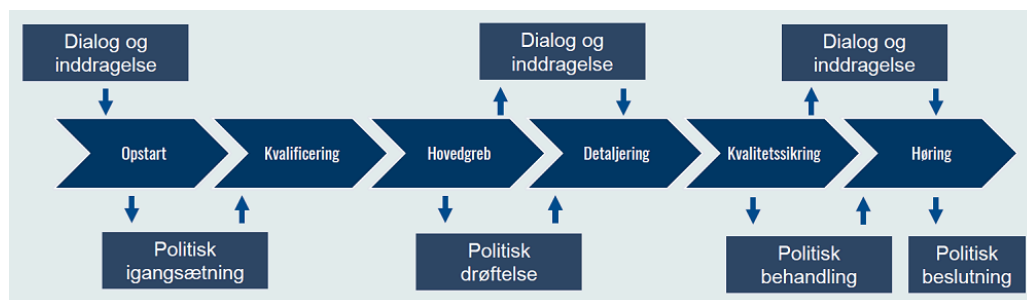 Dialog og
inddragelse
Dialog og
inddragelse
Dialog og
inddragelse
Opstart
Kvalificering
Hovedgreb
Detaljering
Kvalitetssikring
Høring
Politisk
igangsætning
Politisk
drøftelse
Politisk
behandling
Politisk
beslutning